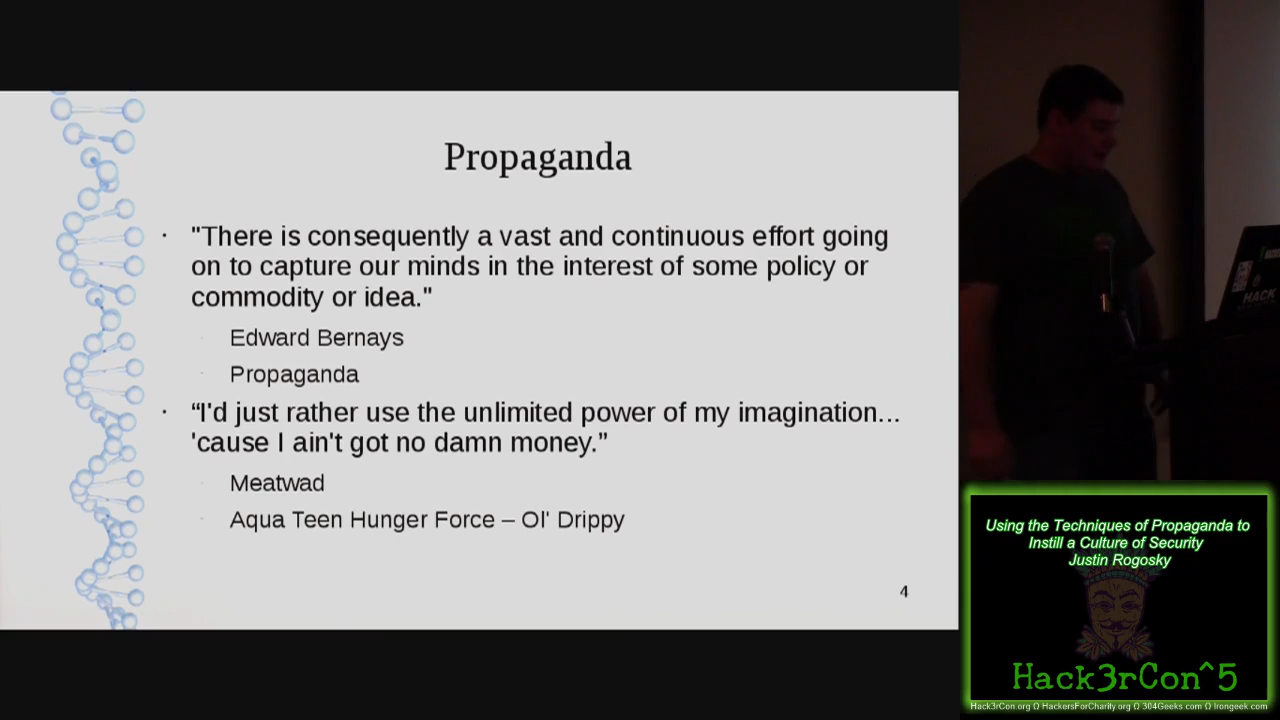 Propaganda
· "There is consequently a vast and continuous effort going
on to capture our minds in the interest of some policy or
commodity or idea."
· Edward Bernays
· Propaganda
· “I'd just rather use the unlimited power of my imagination...
'cause I ain't got no damn money.”
· Meatwad
· Aqua Teen Hunger Force – Ol' Drippy
4
HACK
Using the Techniques of Propaganda to
Instill a Culture of Security
Justin Rogosky
Hack3rCon^5
Hack3rCon.org Ω HackersForCharity.org Ω 304Geeks.com Ω Irongeek.com